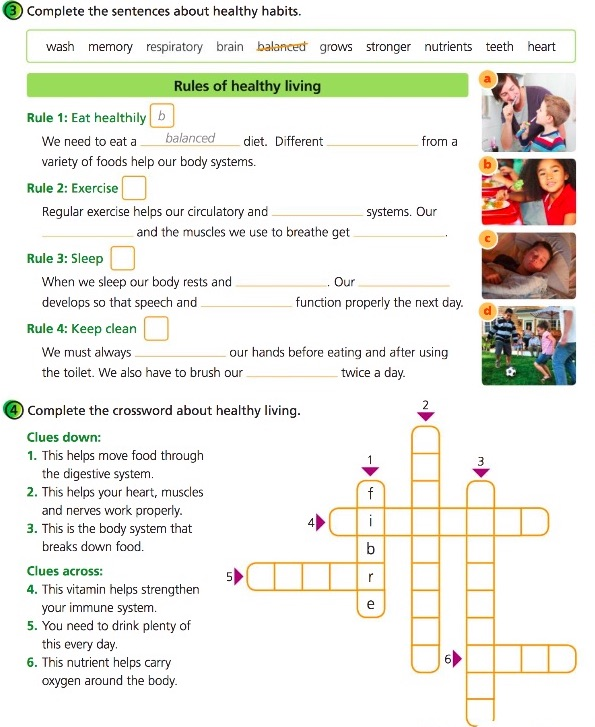 3 Complete the sentences about healthy habits.
wash memory respiratory brain balanced grows stronger nutrients teeth heart
Rules of healthy living
Rule 1: Eat healthily b
We need to eat a balanced diet. Different from a
variety of foods help our body systems.
Rule 2: Exercise
Regular exercise helps our circulatory and systems. Our
and the muscles we use to breathe get .
Rule 3: Sleep
When we sleep our body rests and . Our
develops so that speech and function properly the next day.
Rule 4: Keep clean
We must always our hands before eating and after using
the toilet. We also have to brush our twice a day.
a
b
c
d
4 Complete the crossword about healthy living.
Clues down:
1. This helps move food through
the digestive system.
2. This helps your heart, muscles
and nerves work properly.
3. This is the body system that
breaks down food.
Clues across:
4. This vitamin helps strengthen
your immune system.
5. You need to drink plenty of
this every day.
6. This nutrient helps carry
oxygen around the body.
2
1
3
f
4 i
b
5 r
e
6